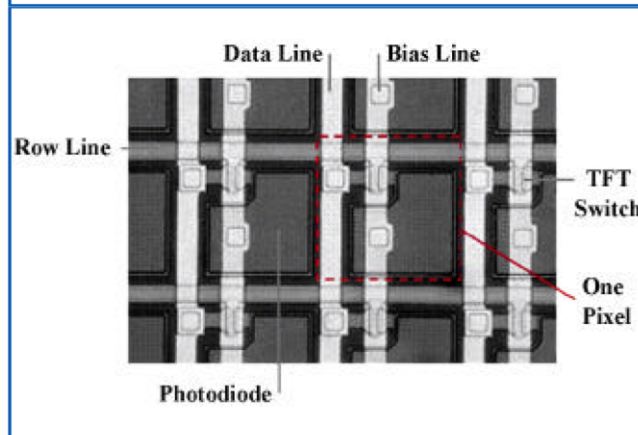 Data Line
Bias Line
Row Line
TFT
Switch
One
Pixel
Photodiode